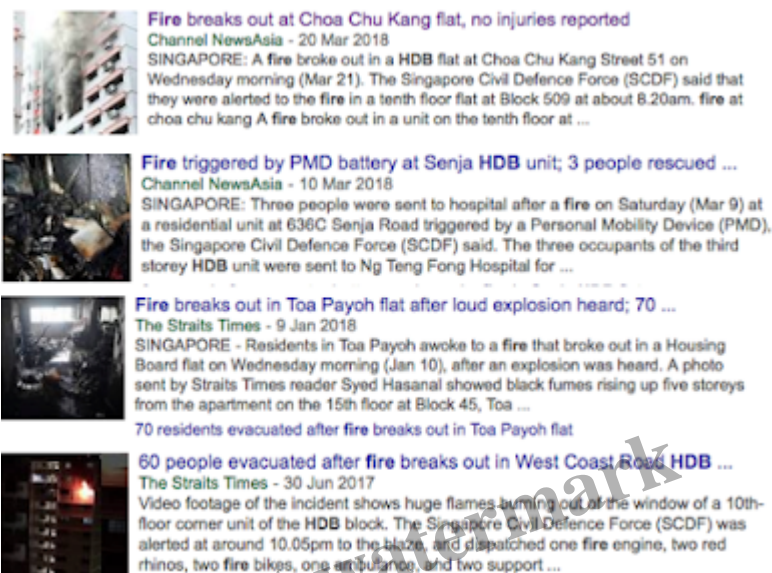 Fire breaks out at Choa Chu Kang flat, no injuries reported
Channel NewsAsia - 20 Mar 2018
SINGAPORE: A fire broke out in a HDB flat at Choa Chu Kang Street 51 on
Wednesday morning (Mar 21). The Singapore Civil Defence Force (SCDF) said that
they were alerted to the fire in a tenth floor flat at Block 509 at about 8.20am. fire at
choa chu kang A fire broke out in a unit on the tenth floor at ...
Fire triggered by PMD battery at Senja HDB unit; 3 people rescued ...
Channel NewsAsia - 10 Mar 2018
SINGAPORE: Three people were sent to hospital after a fire on Saturday (Mar 9) at
a residential unit at 636C Senja Road triggered by a Personal Mobility Device (PMD),
the Singapore Civil Defence Force (SCDF) said. The three occupants of the third
storey HDB unit were sent to Ng Teng Fong Hospital for ...
Fire breaks out in Toa Payoh flat after loud explosion heard; 70 ...
The Straits Times - 9 Jan 2018
SINGAPORE - Residents in Toa Payoh awoke to a fire that broke out in a Housing
Board flat on Wednesday morning (Jan 10), after an explosion was heard. A photo
sent by Straits Times reader Syed Hasanal showed black fumes rising up five storeys
from the apartment on the 15th floor at Block 45, Toa ...
70 residents evacuated after fire breaks out in Toa Payoh flat
60 people evacuated after fire breaks out in West Coast Road HDB ...
The Straits Times - 30 Jun 2017
Video footage of the incident shows huge flames burning out of the window of a 10th-
floor corner unit of the HDB block. The Singapore Civil Defence Force (SCDF) was
alerted at around 10.05pm to the blaze, and dispatched one fire engine, two red
rhinos, two fire bikes, one ambulance, and two support ...
watermark